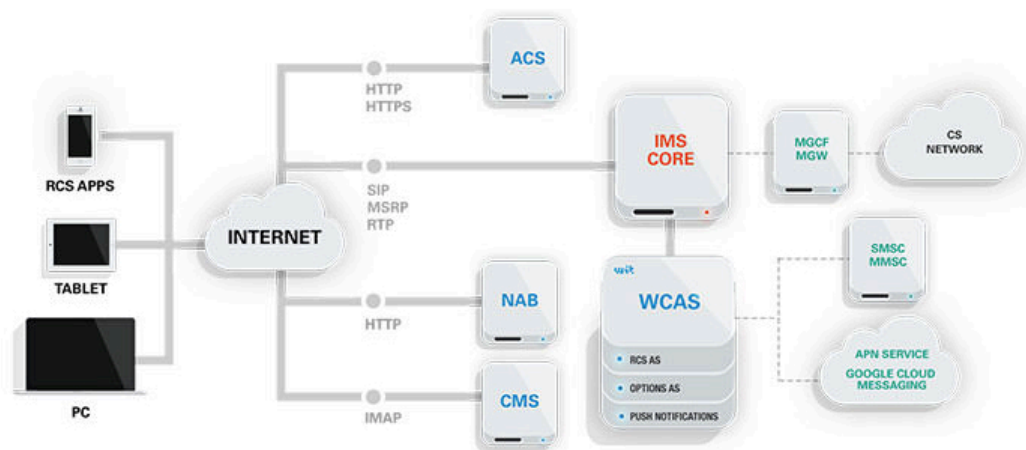 ACS
HTTP
HTTPS
IMS
CORE
MGCF
MGW
CS
NETWORK
RCS APPS
SIP
MSRP
RTP
INTERNET
TABLET
wit
WCAS
SMSC
MMSC
NAB
HTTP
RCS AS
OPTIONS AS
PUSH NOTIFICATIONS
APN SERVICE
GOOGLE CLOUD
MESSAGING
PC
IMAP
CMS